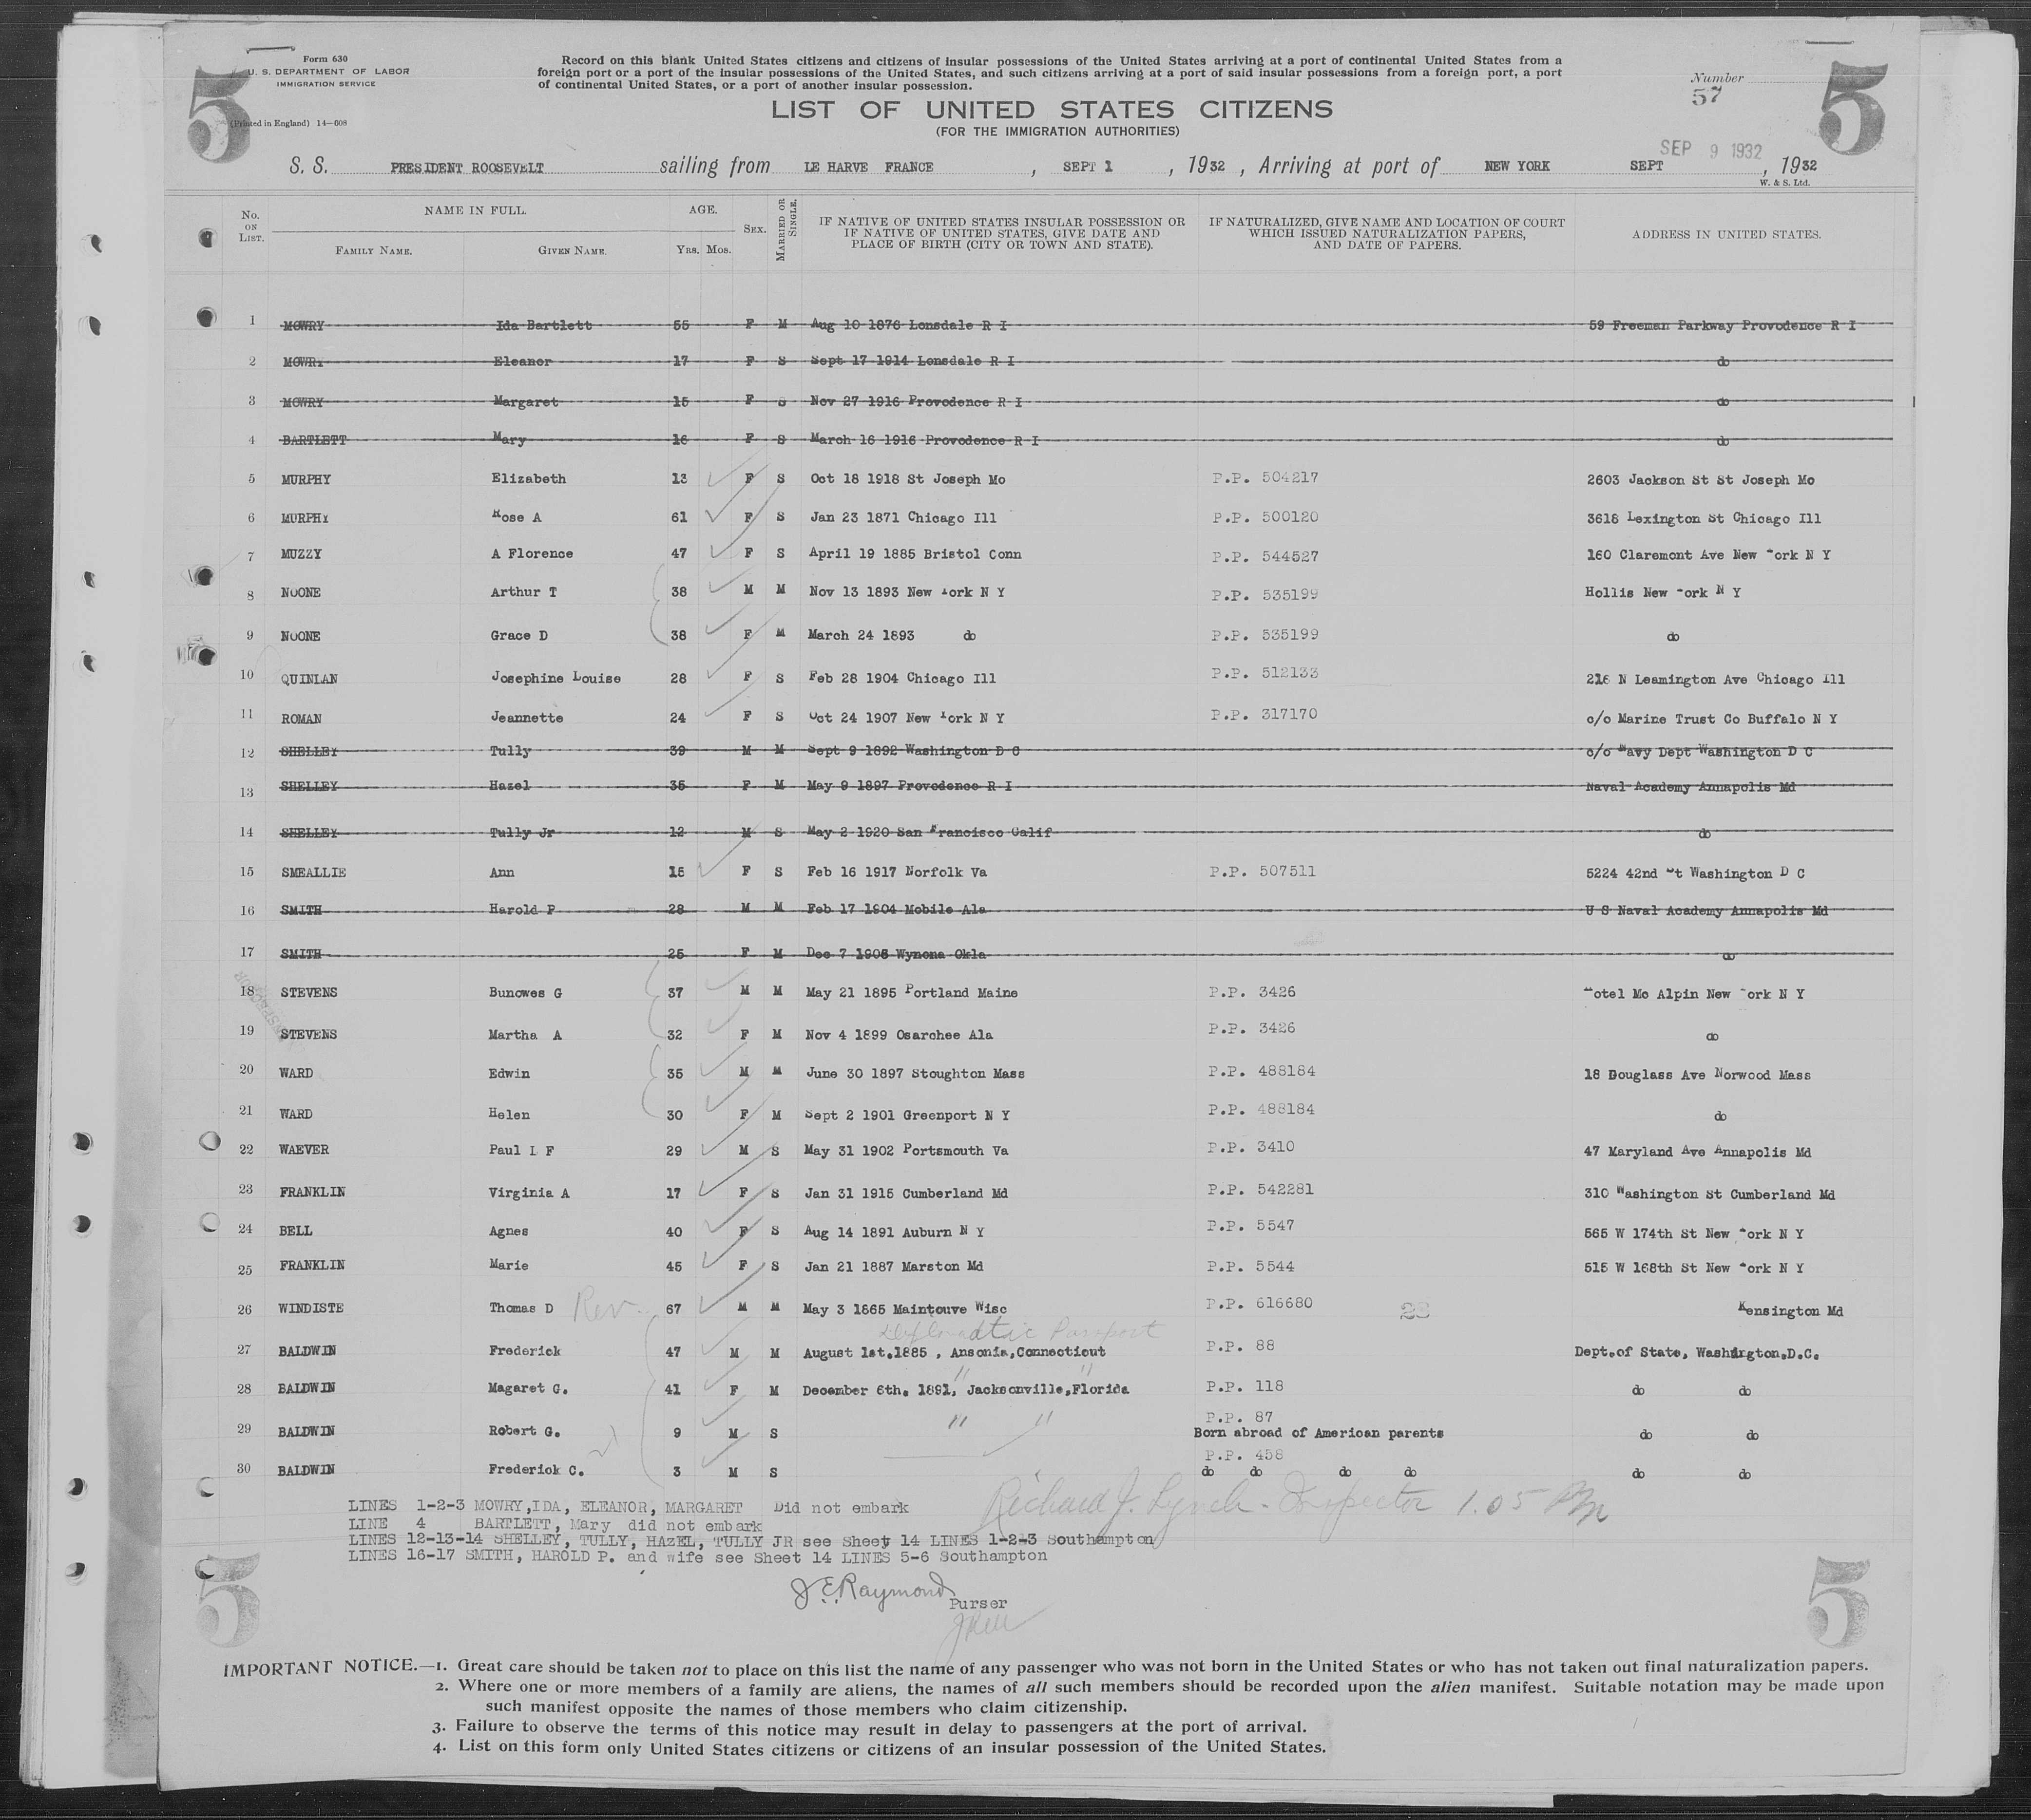 5
Form 630
U. S. DEPARTMENT OF LABOR
IMMIGRATION SERVICE
(Printed in England) 14—608
Record on this blank United States citizens and citizens of insular possessions of the United States arriving at a port of continental United States from a
foreign port or a port of the insular possessions of the United States, and such citizens arriving at a port of said insular possessions from a foreign port, a port
of continental United States, or a port of another insular possession.
LIST OF UNITED STATES CITIZENS
(FOR THE IMMIGRATION AUTHORITIES)
Number
57
5
SEP 9 1932
S. S. PRESIDENT ROOSEVELT sailing from LE HARVE FRANCE, SEPT 1, 1932, Arriving at port of NEW YORK SEPT, 1932
W. & S. Ltd.
No. ON LIST.
NAME IN FULL.
FAMILY NAME. GIVEN NAME.
AGE.
YRS. MOS.
SEX.
MARRIED OR SINGLE.
IF NATIVE OF UNITED STATES INSULAR POSSESSION OR
IF NATIVE OF UNITED STATES, GIVE DATE AND
PLACE OF BIRTH (CITY OR TOWN AND STATE).
IF NATURALIZED, GIVE NAME AND LOCATION OF COURT
WHICH ISSUED NATURALIZATION PAPERS,
AND DATE OF PAPERS.
ADDRESS IN UNITED STATES.
1 MOWRY Ida Bartlett 55 F M Aug 10 1876 Lonsdale R I 59 Freeman Parkway Provodence R I
2 MOWRY Eleanor 17 F S Sept 17 1914 Lonsdale R I do
3 MOWRY Margaret 15 F S Nov 27 1916 Provodence R I do
4 BARTLETT Mary 16 F S March 16 1916 Provodence R I do
5 MURPHY Elizabeth 13 F S Oct 18 1918 St Joseph Mo P.P. 504217 2603 Jackson St St Joseph Mo
6 MURPHY Rose A 61 F S Jan 23 1871 Chicago Ill P.P. 500120 3618 Lexington St Chicago Ill
7 MUZZY A Florence 47 F S April 19 1885 Bristol Conn P.P. 544527 160 Claremont Ave New York N Y
8 NOONE Arthur T 38 M M Nov 13 1893 New York N Y P.P. 535199 Hollis New York N Y
9 NOONE Grace D 38 F M March 24 1893 do P.P. 535199 do
10 QUINLAN Josephine Louise 28 F S Feb 28 1904 Chicago Ill P.P. 512133 216 N Leamington Ave Chicago Ill
11 ROMAN Jeannette 24 F S Oct 24 1907 New York N Y P.P. 317170 c/o Marine Trust Co Buffalo N Y
12 SHELLEY Tully 39 M M Sept 9 1892 Washington D C c/o Navy Dept Washington D C
13 SHELLEY Hazel 35 F M May 9 1897 Provodence R I Naval Academy Annapolis Md
14 SHELLEY Tully Jr 12 M S May 2 1920 San Francisco Calif do
15 SMEALLIE Ann 15 F S Feb 16 1917 Norfolk Va P.P. 507511 5224 42nd St Washington D C
16 SMITH Harold P 28 M M Feb 17 1904 Mobile Ala U S Naval Academy Annapolis Md
17 SMITH 25 F M Dec 7 1906 Wynona Okla do
18 STEVENS Bunowes G 37 M M May 21 1895 Portland Maine P.P. 3426 Hotel Mc Alpin New York N Y
19 STEVENS Martha A 32 F M Nov 4 1899 Osarchee Ala P.P. 3426 do
20 WARD Edwin 35 M M June 30 1897 Stoughton Mass P.P. 488184 18 Douglass Ave Norwood Mass
21 WARD Helen 30 F M Sept 2 1901 Greenport N Y P.P. 488184 do
22 WAEVER Paul L F 29 M S May 31 1902 Portsmouth Va P.P. 3410 47 Maryland Ave Annapolis Md
23 FRANKLIN Virginia A 17 F S Jan 31 1915 Cumberland Md P.P. 542281 310 Washington St Cumberland Md
24 BELL Agnes 40 F S Aug 14 1891 Auburn N Y P.P. 5547 565 W 174th St New York N Y
25 FRANKLIN Marie 45 F S Jan 21 1887 Marston Md P.P. 5544 515 W 168th St New York N Y
26 WINDISTE Thomas D Rev. 67 M M May 3 1865 Maintouve Wisc P.P. 616680 23 Kensington Md
Diplomatic Passport
27 BALDWIN Frederick 47 M M August 1st.1885 , Ansonia,Connecticut P.P. 88 Dept.of State, Washington.D.C.
" "
28 BALDWIN Magaret G. 41 F M December 6th. 1891, Jacksonville,Florida P.P. 118 do do
P.P. 87
29 BALDWIN Robert G. 9 M S " " Born abroad of American parents do do
P.P. 458
30 BALDWIN Frederick C. 3 M S do do do do do do
LINES 1-2-3 MOWRY,IDA, ELEANOR, MARGARET Did not embark
LINE 4 BARTLETT, Mary did not embark
LINES 12-13-14 SHELLEY, TULLY, HAZEL, TULLY JR see Sheet 14 LINES 1-2-3 Southampton
LINES 16-17 SMITH, HAROLD P. and wife see Sheet 14 LINES 5-6 Southampton
Richard J. Lynch - Inspector 1.05 Pm
J E Raymond
Purser
5
5
IMPORTANT NOTICE.—1. Great care should be taken not to place on this list the name of any passenger who was not born in the United States or who has not taken out final naturalization papers.
2. Where one or more members of a family are aliens, the names of all such members should be recorded upon the alien manifest. Suitable notation may be made upon
such manifest opposite the names of those members who claim citizenship.
3. Failure to observe the terms of this notice may result in delay to passengers at the port of arrival.
4. List on this form only United States citizens or citizens of an insular possession of the United States.